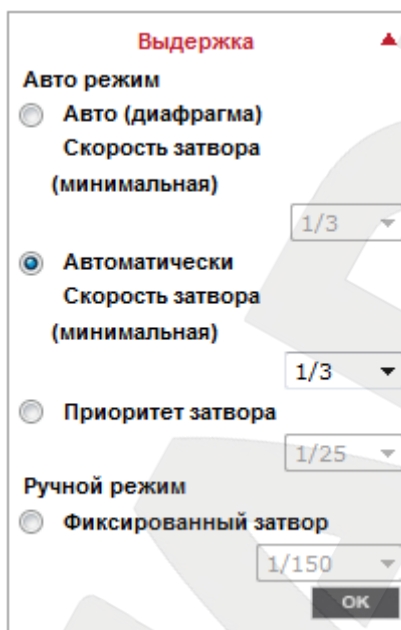 Выдержка
Авто режим
Авто (диафрагма)
Скорость затвора
(минимальная)
1/3
Автоматически
Скорость затвора
(минимальная)
1/3
Приоритет затвора
1/25
Ручной режим
Фиксированный затвор
1/150
ОК